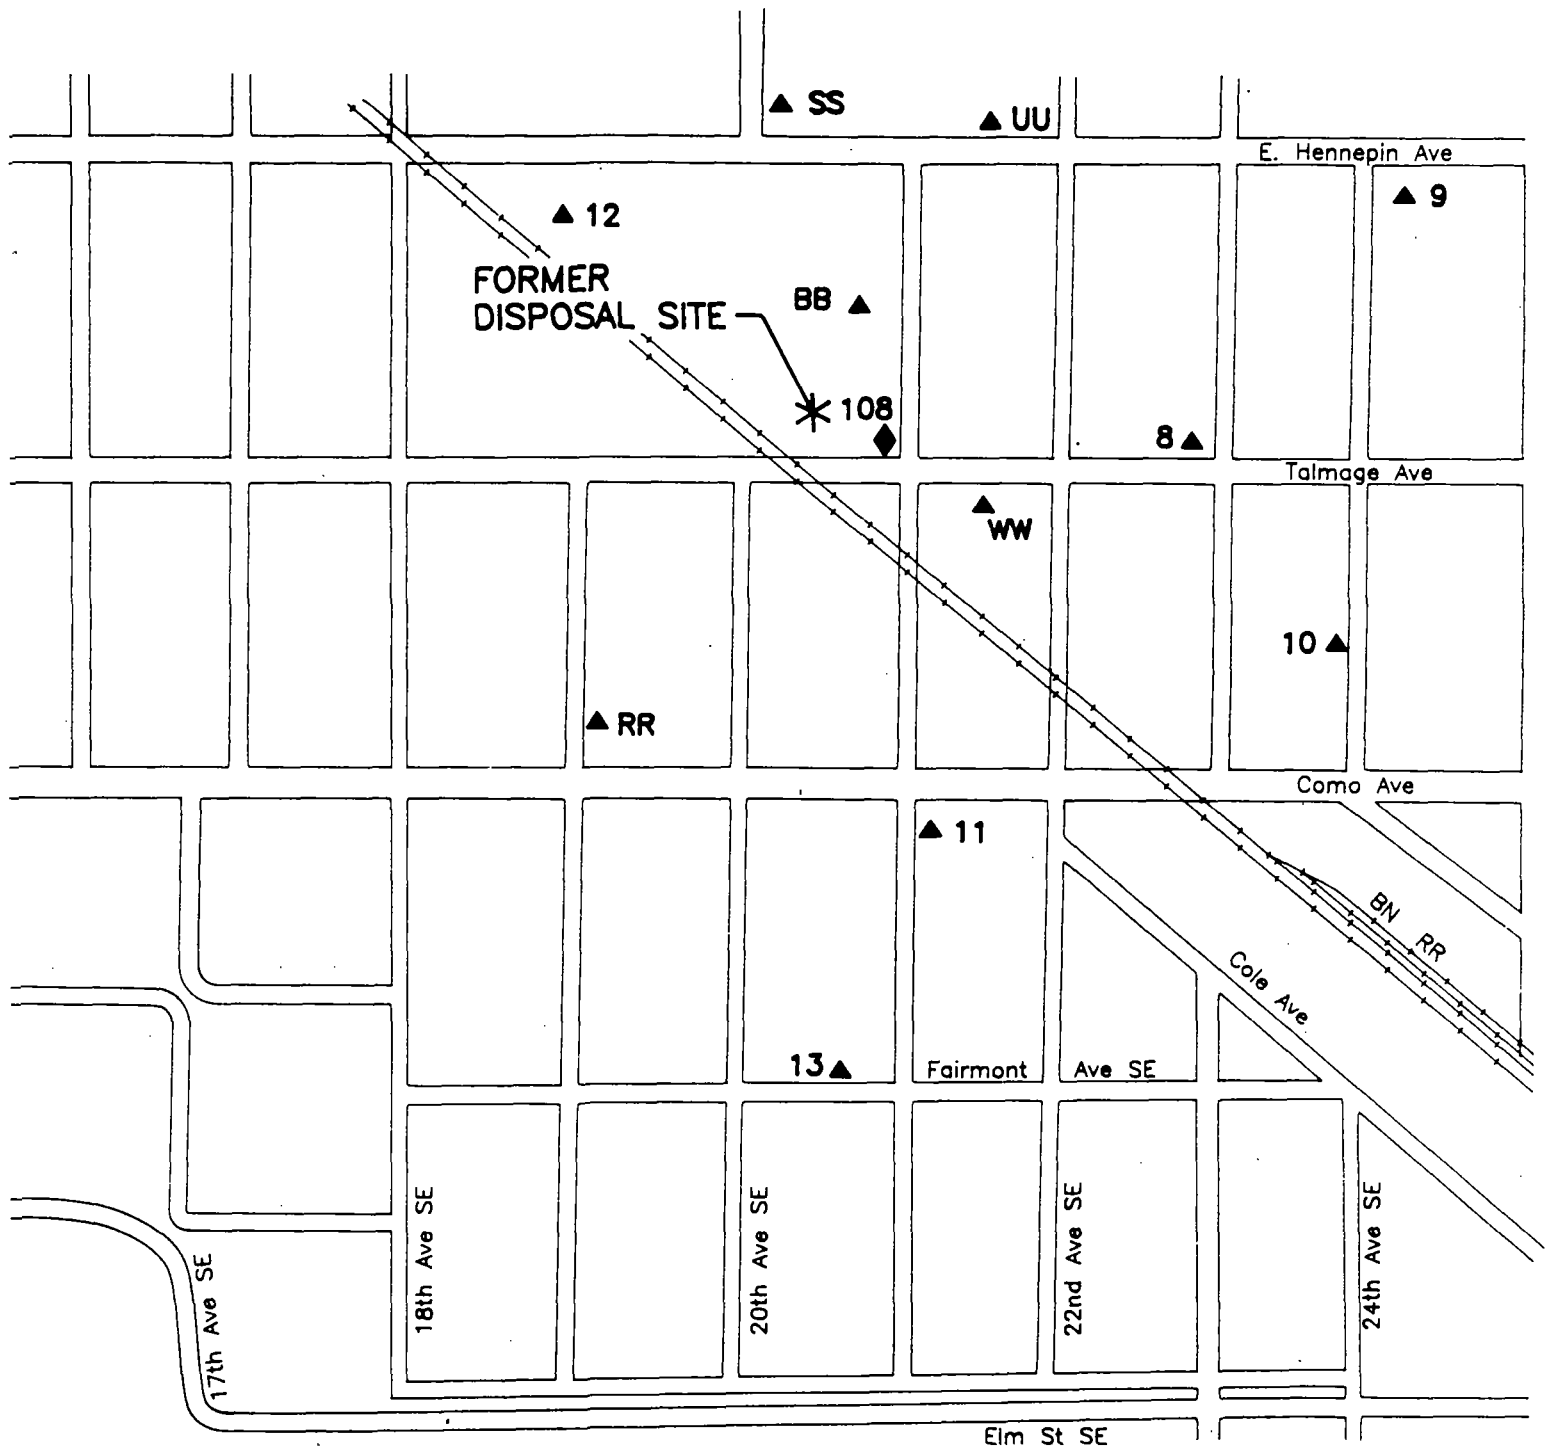 SS
UU
E. Hennepin Ave
9
12
FORMER
DISPOSAL SITE
BB
108
8
Talmage Ave
WW
10
RR
Como Ave
11
BN RR
Cole Ave
13
Fairmont Ave SE
17th Ave SE
18th Ave SE
20th Ave SE
22nd Ave SE
24th Ave SE
Elm St SE